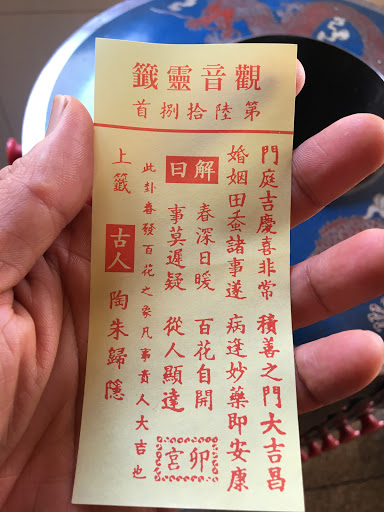 觀音靈籤
第陸拾捌首
門庭吉慶喜非常 積善之門大吉昌
婚姻田蚕諸事遂 病逢妙藥即安康
解曰
春深日暖 百花自開
事莫遲疑 從人顯達
卯宮
此卦春發百花之象凡事貴人大吉也
上籤
古人
陶朱歸隱